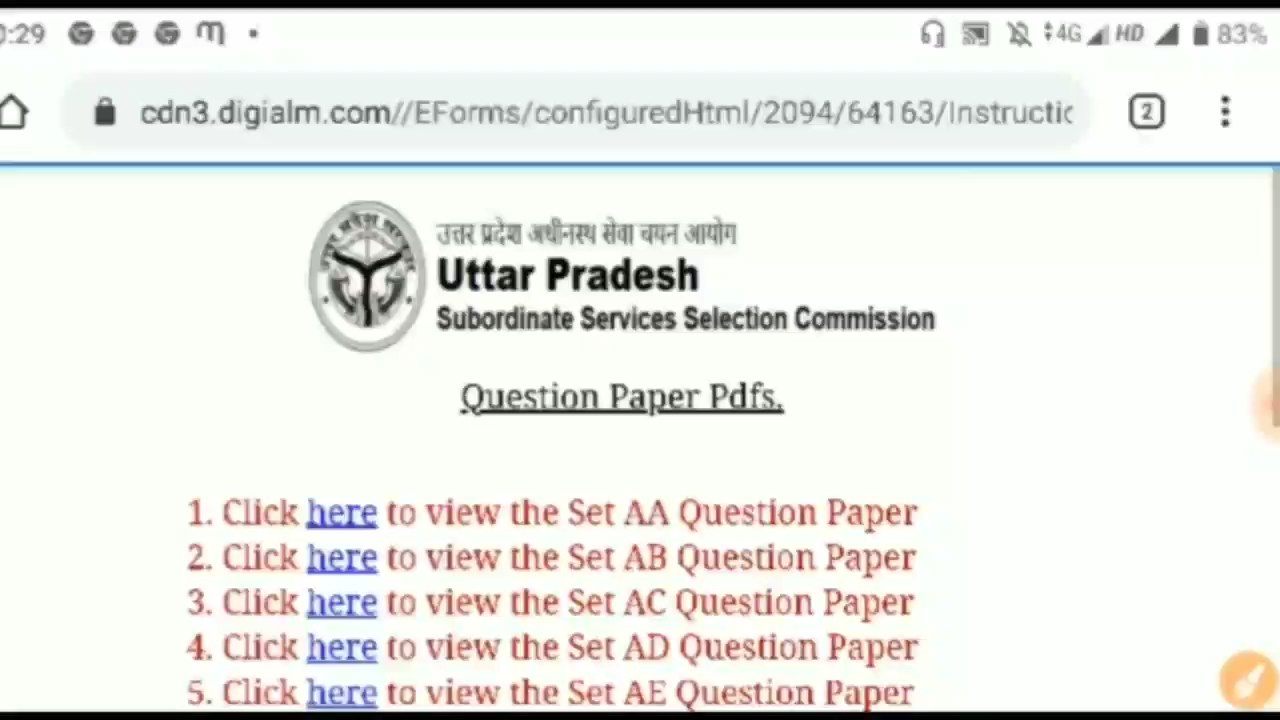 :29
4G HD 83%
cdn3.digialm.com//EForms/configuredHtml/2094/64163/Instructic
2
उत्तर प्रदेश अधीनस्थ सेवा चयन आयोग
Uttar Pradesh
Subordinate Services Selection Commission
Question Paper Pdfs.
1. Click here to view the Set AA Question Paper
2. Click here to view the Set AB Question Paper
3. Click here to view the Set AC Question Paper
4. Click here to view the Set AD Question Paper
5. Click here to view the Set AE Question Paper